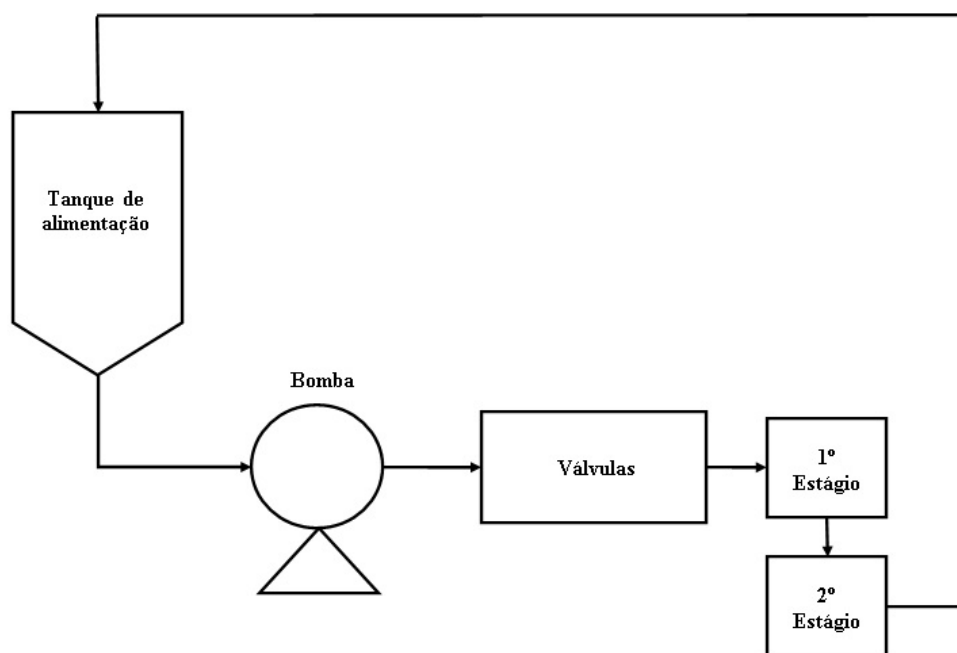 Tanque de
alimentação
Bomba
Válvulas
1º
Estágio
2º
Estágio